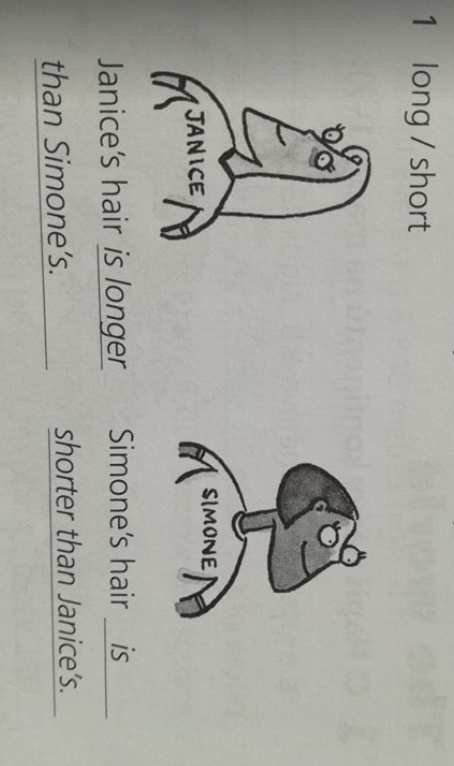 1 long / short
JANICE
Janice's hair is longer
than Simone's.
SIMONE
Simone's hair is
shorter than Janice's.